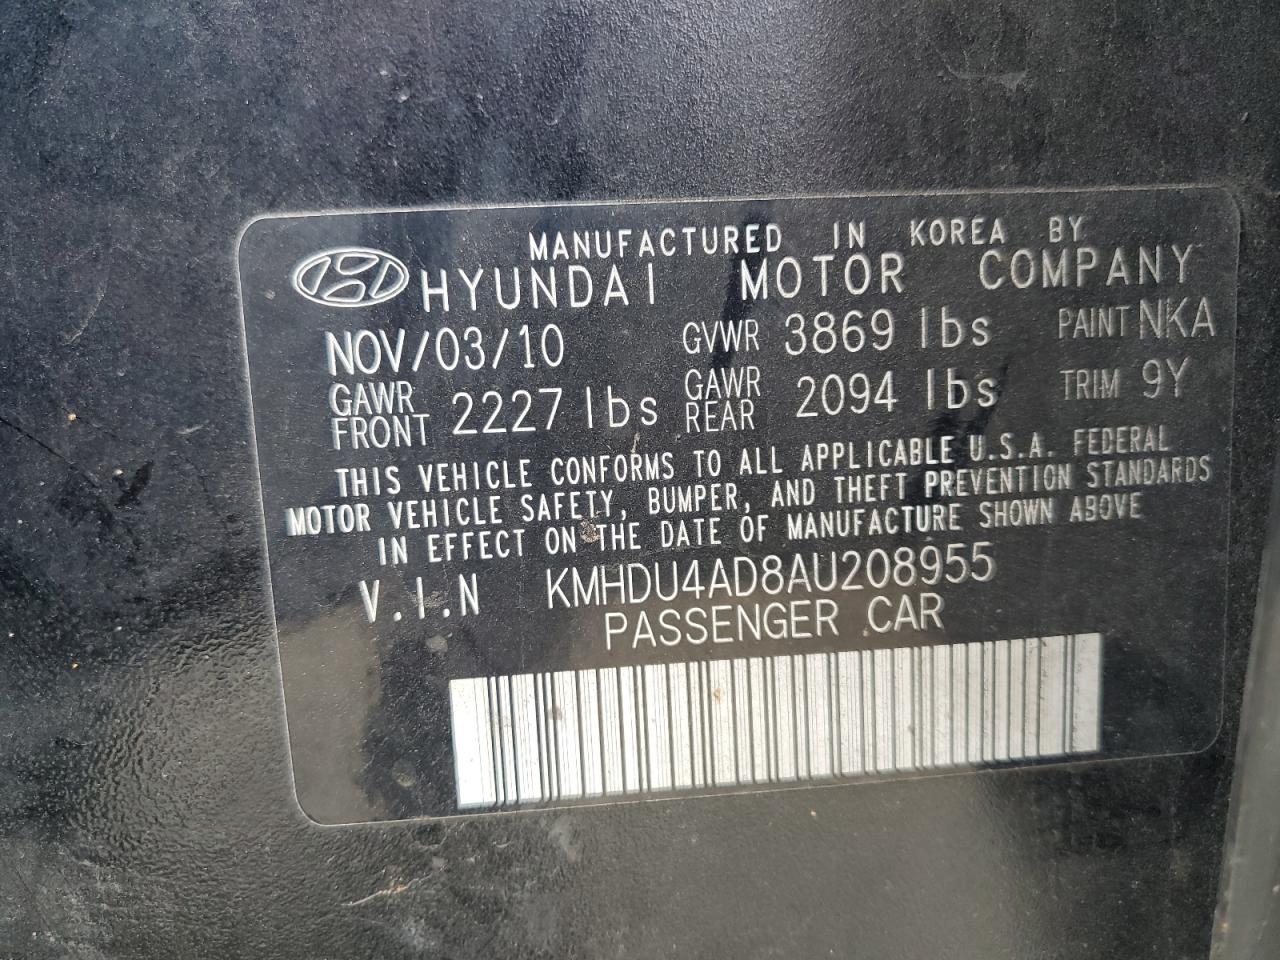 MANUFACTURED IN KOREA BY
HYUNDAI MOTOR COMPANY
NOV/03/10 GVWR 3869 lbs PAINT NKA
GAWR FRONT 2227 lbs GAWR REAR 2094 lbs TRIM 9Y
THIS VEHICLE CONFORMS TO ALL APPLICABLE U.S.A. FEDERAL
MOTOR VEHICLE SAFETY, BUMPER, AND THEFT PREVENTION STANDARDS
IN EFFECT ON THE DATE OF MANUFACTURE SHOWN ABOVE
V.I.N KMHDU4AD8AU208955
PASSENGER CAR